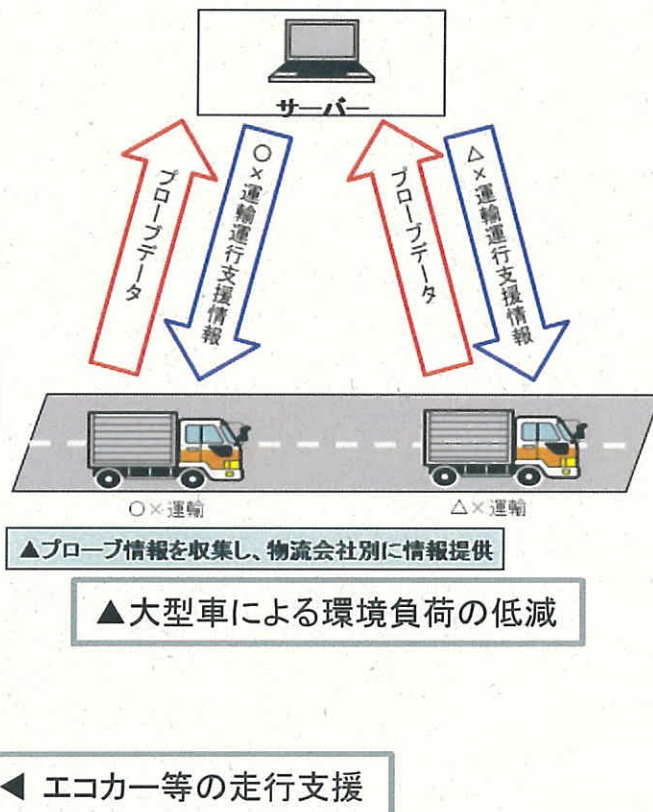 サーバー
プローブデータ
○×運輸運行支援情報
プローブデータ
△×運輸運行支援情報
○×運輸
△×運輸
▲プローブ情報を収集し、物流会社別に情報提供
▲大型車による環境負荷の低減
◀ エコカー等の走行支援